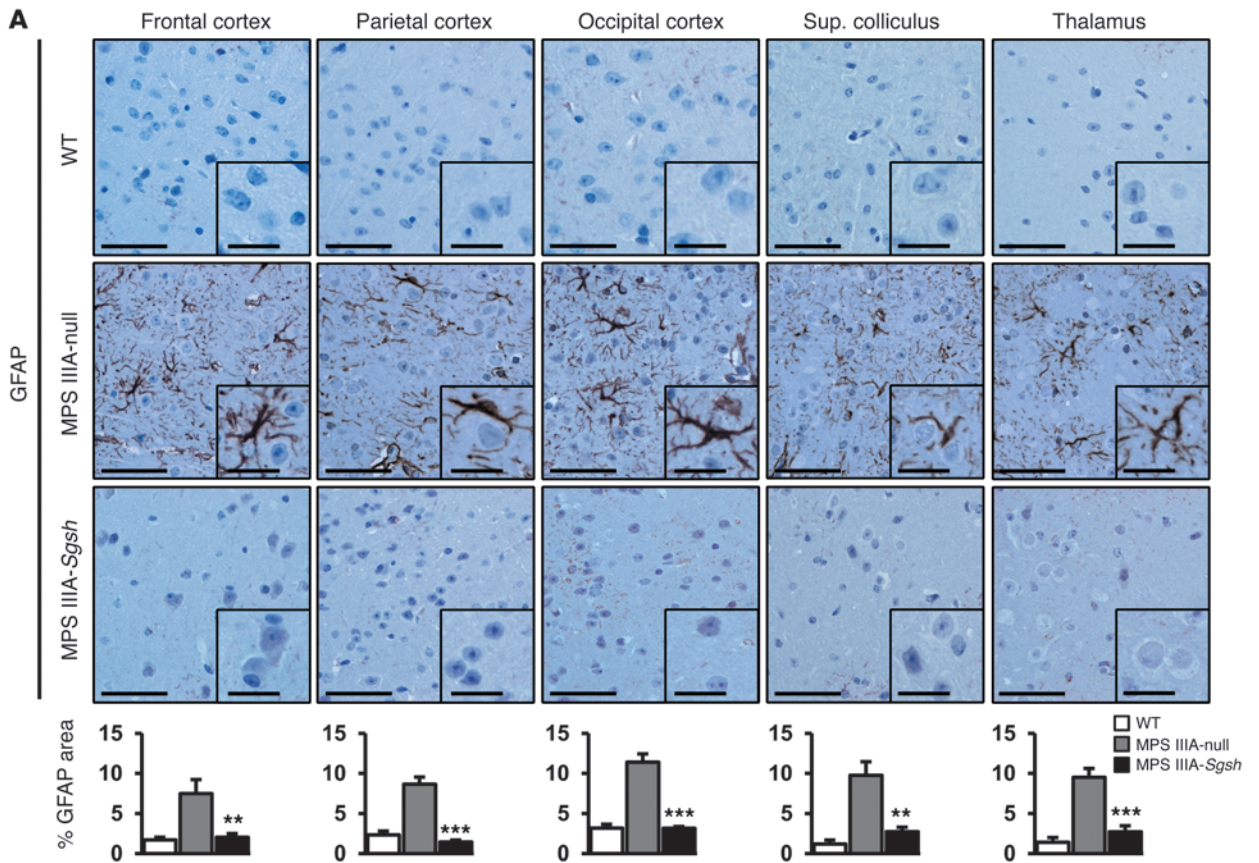 A
Frontal cortex
Parietal cortex
Occipital cortex
Sup. colliculus
Thalamus
GFAP
WT
MPS IIIA-null
MPS IIIA-Sgsh
% GFAP area
15
10
5
0
**
15
10
5
0
***
15
10
5
0
***
15
10
5
0
**
15
10
5
0
***
WT
MPS IIIA-null
MPS IIIA-Sgsh